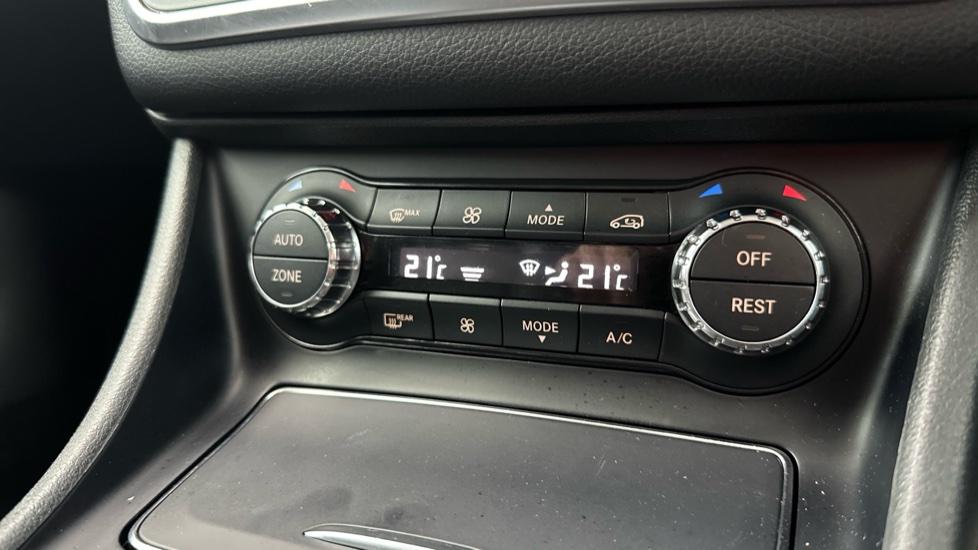 MAX
MODE
AUTO
ZONE
21°c
21°c
OFF
REST
REAR
MODE
A/C